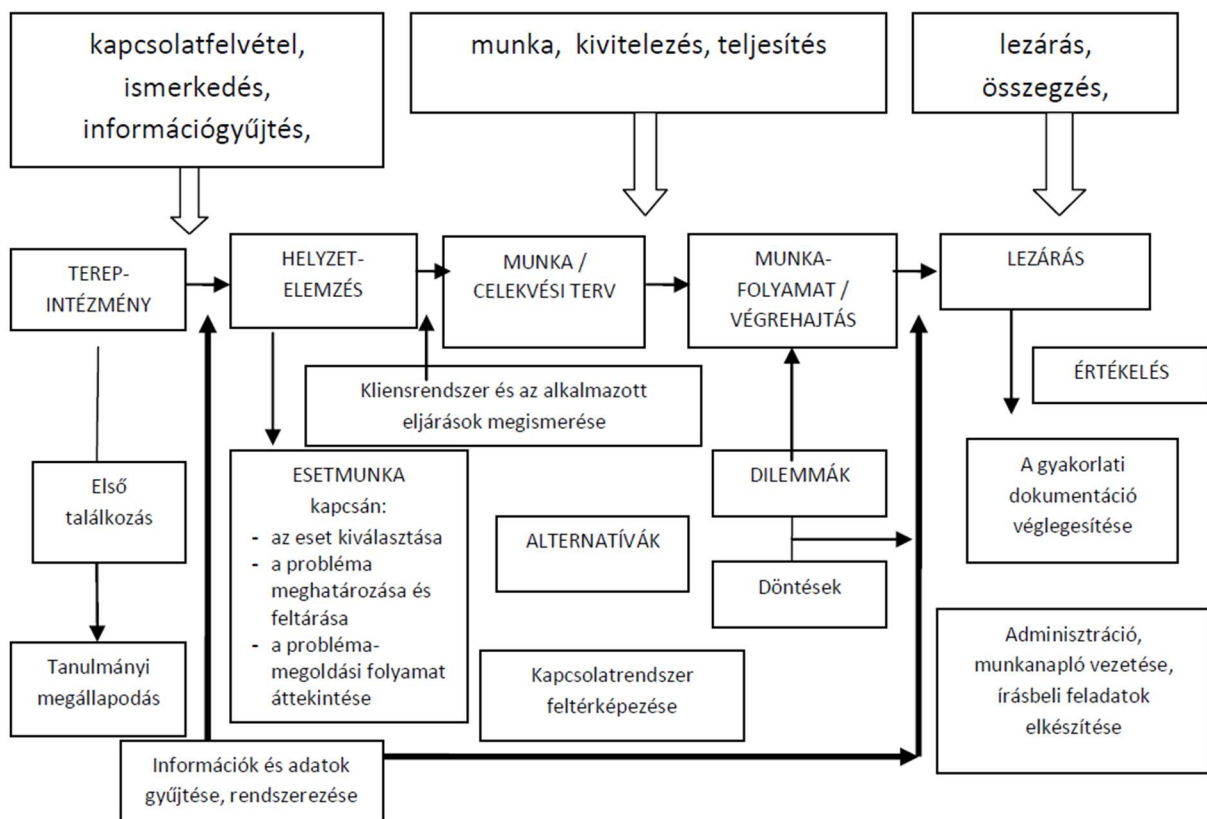 kapcsolatfelvétel,
ismerkedés,
információgyűjtés,
munka, kivitelezés, teljesítés
lezárás,
összegzés,
TEREP-
INTÉZMÉNY
HELYZET-
ELEMZÉS
MUNKA /
CELEKVÉSI TERV
MUNKA-
FOLYAMAT /
VÉGREHAJTÁS
LEZÁRÁS
Kliensrendszer és az alkalmazott
eljárások megismerése
ÉRTÉKELÉS
Első
találkozás
ESETMUNKA
kapcsán:
- az eset kiválasztása
- a probléma
meghatározása és
feltárása
- a probléma-
megoldási folyamat
áttekintése
ALTERNATÍVÁK
DILEMMÁK
Döntések
A gyakorlati
dokumentáció
véglegesítése
Tanulmányi
megállapodás
Kapcsolatrendszer
feltérképezése
Adminisztráció,
munkanapló vezetése,
írásbeli feladatok
elkészítése
Információk és adatok
gyűjtése, rendszerezése